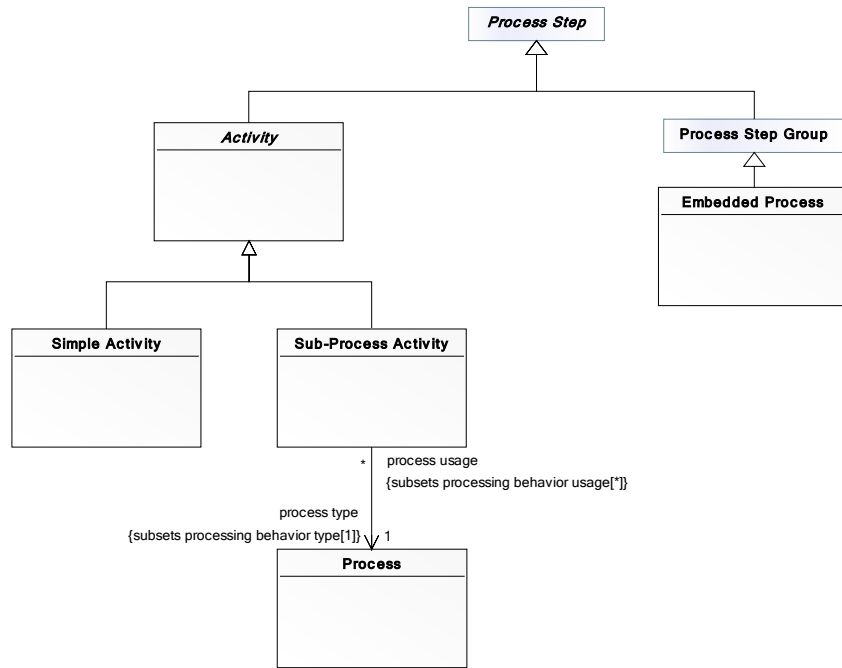 Process Step
Activity
Process Step Group
Embedded Process
Simple Activity
Sub-Process Activity
* process usage
{subsets processing behavior usage[*]}
process type
{subsets processing behavior type[1]} 1
Process